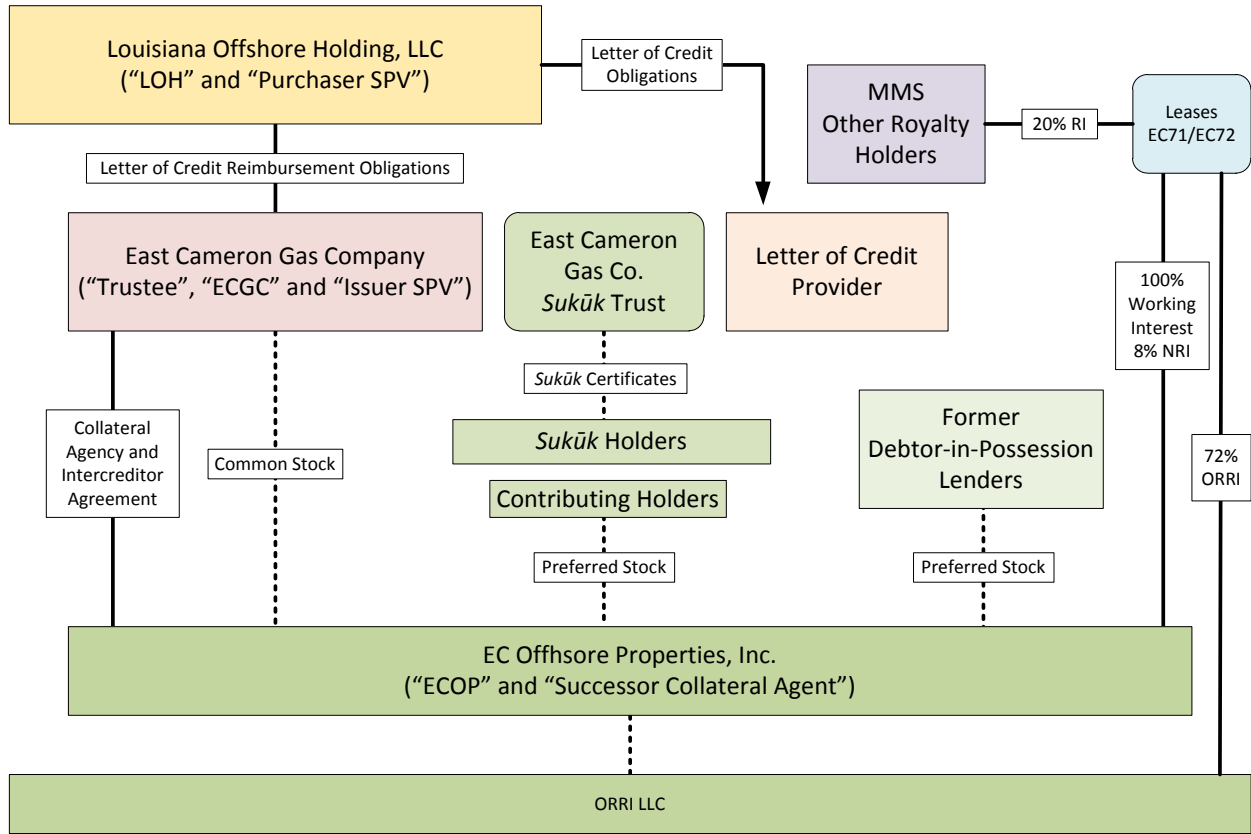 Louisiana Offshore Holding, LLC
(“LOH” and “Purchaser SPV”)
Letter of Credit
Obligations
MMS
Other Royalty
Holders
20% RI
Leases
EC71/EC72
Letter of Credit Reimbursement Obligations
East Cameron Gas Company
(“Trustee”, “ECGC” and “Issuer SPV”)
East Cameron
Gas Co.
Sukūk Trust
Letter of Credit
Provider
100%
Working
Interest
8% NRI
Sukūk Certificates
Collateral
Agency and
Intercreditor
Agreement
Common Stock
Sukūk Holders
Contributing Holders
Former
Debtor-in-Possession
Lenders
72%
ORRI
Preferred Stock
Preferred Stock
EC Offhsore Properties, Inc.
(“ECOP” and “Successor Collateral Agent”)
ORRI LLC